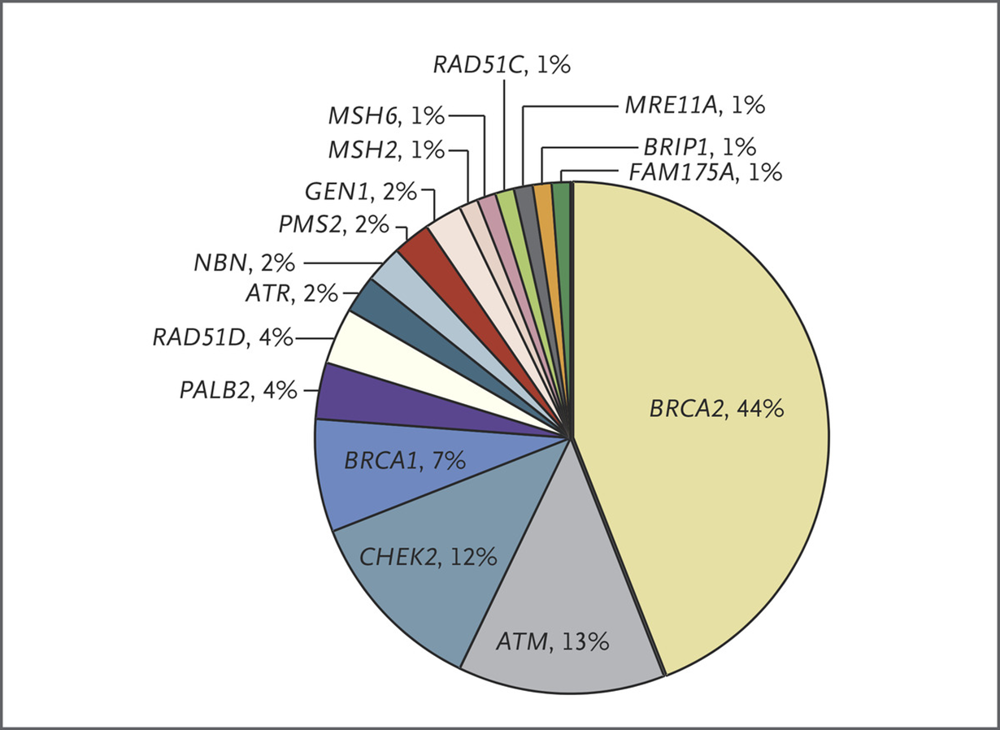 RAD51C, 1%
MRE11A, 1%
MSH6, 1%
BRIP1, 1%
MSH2, 1%
FAM175A, 1%
GEN1, 2%
PMS2, 2%
NBN, 2%
ATR, 2%
RAD51D, 4%
PALB2, 4%
BRCA2, 44%
BRCA1, 7%
CHEK2, 12%
ATM, 13%